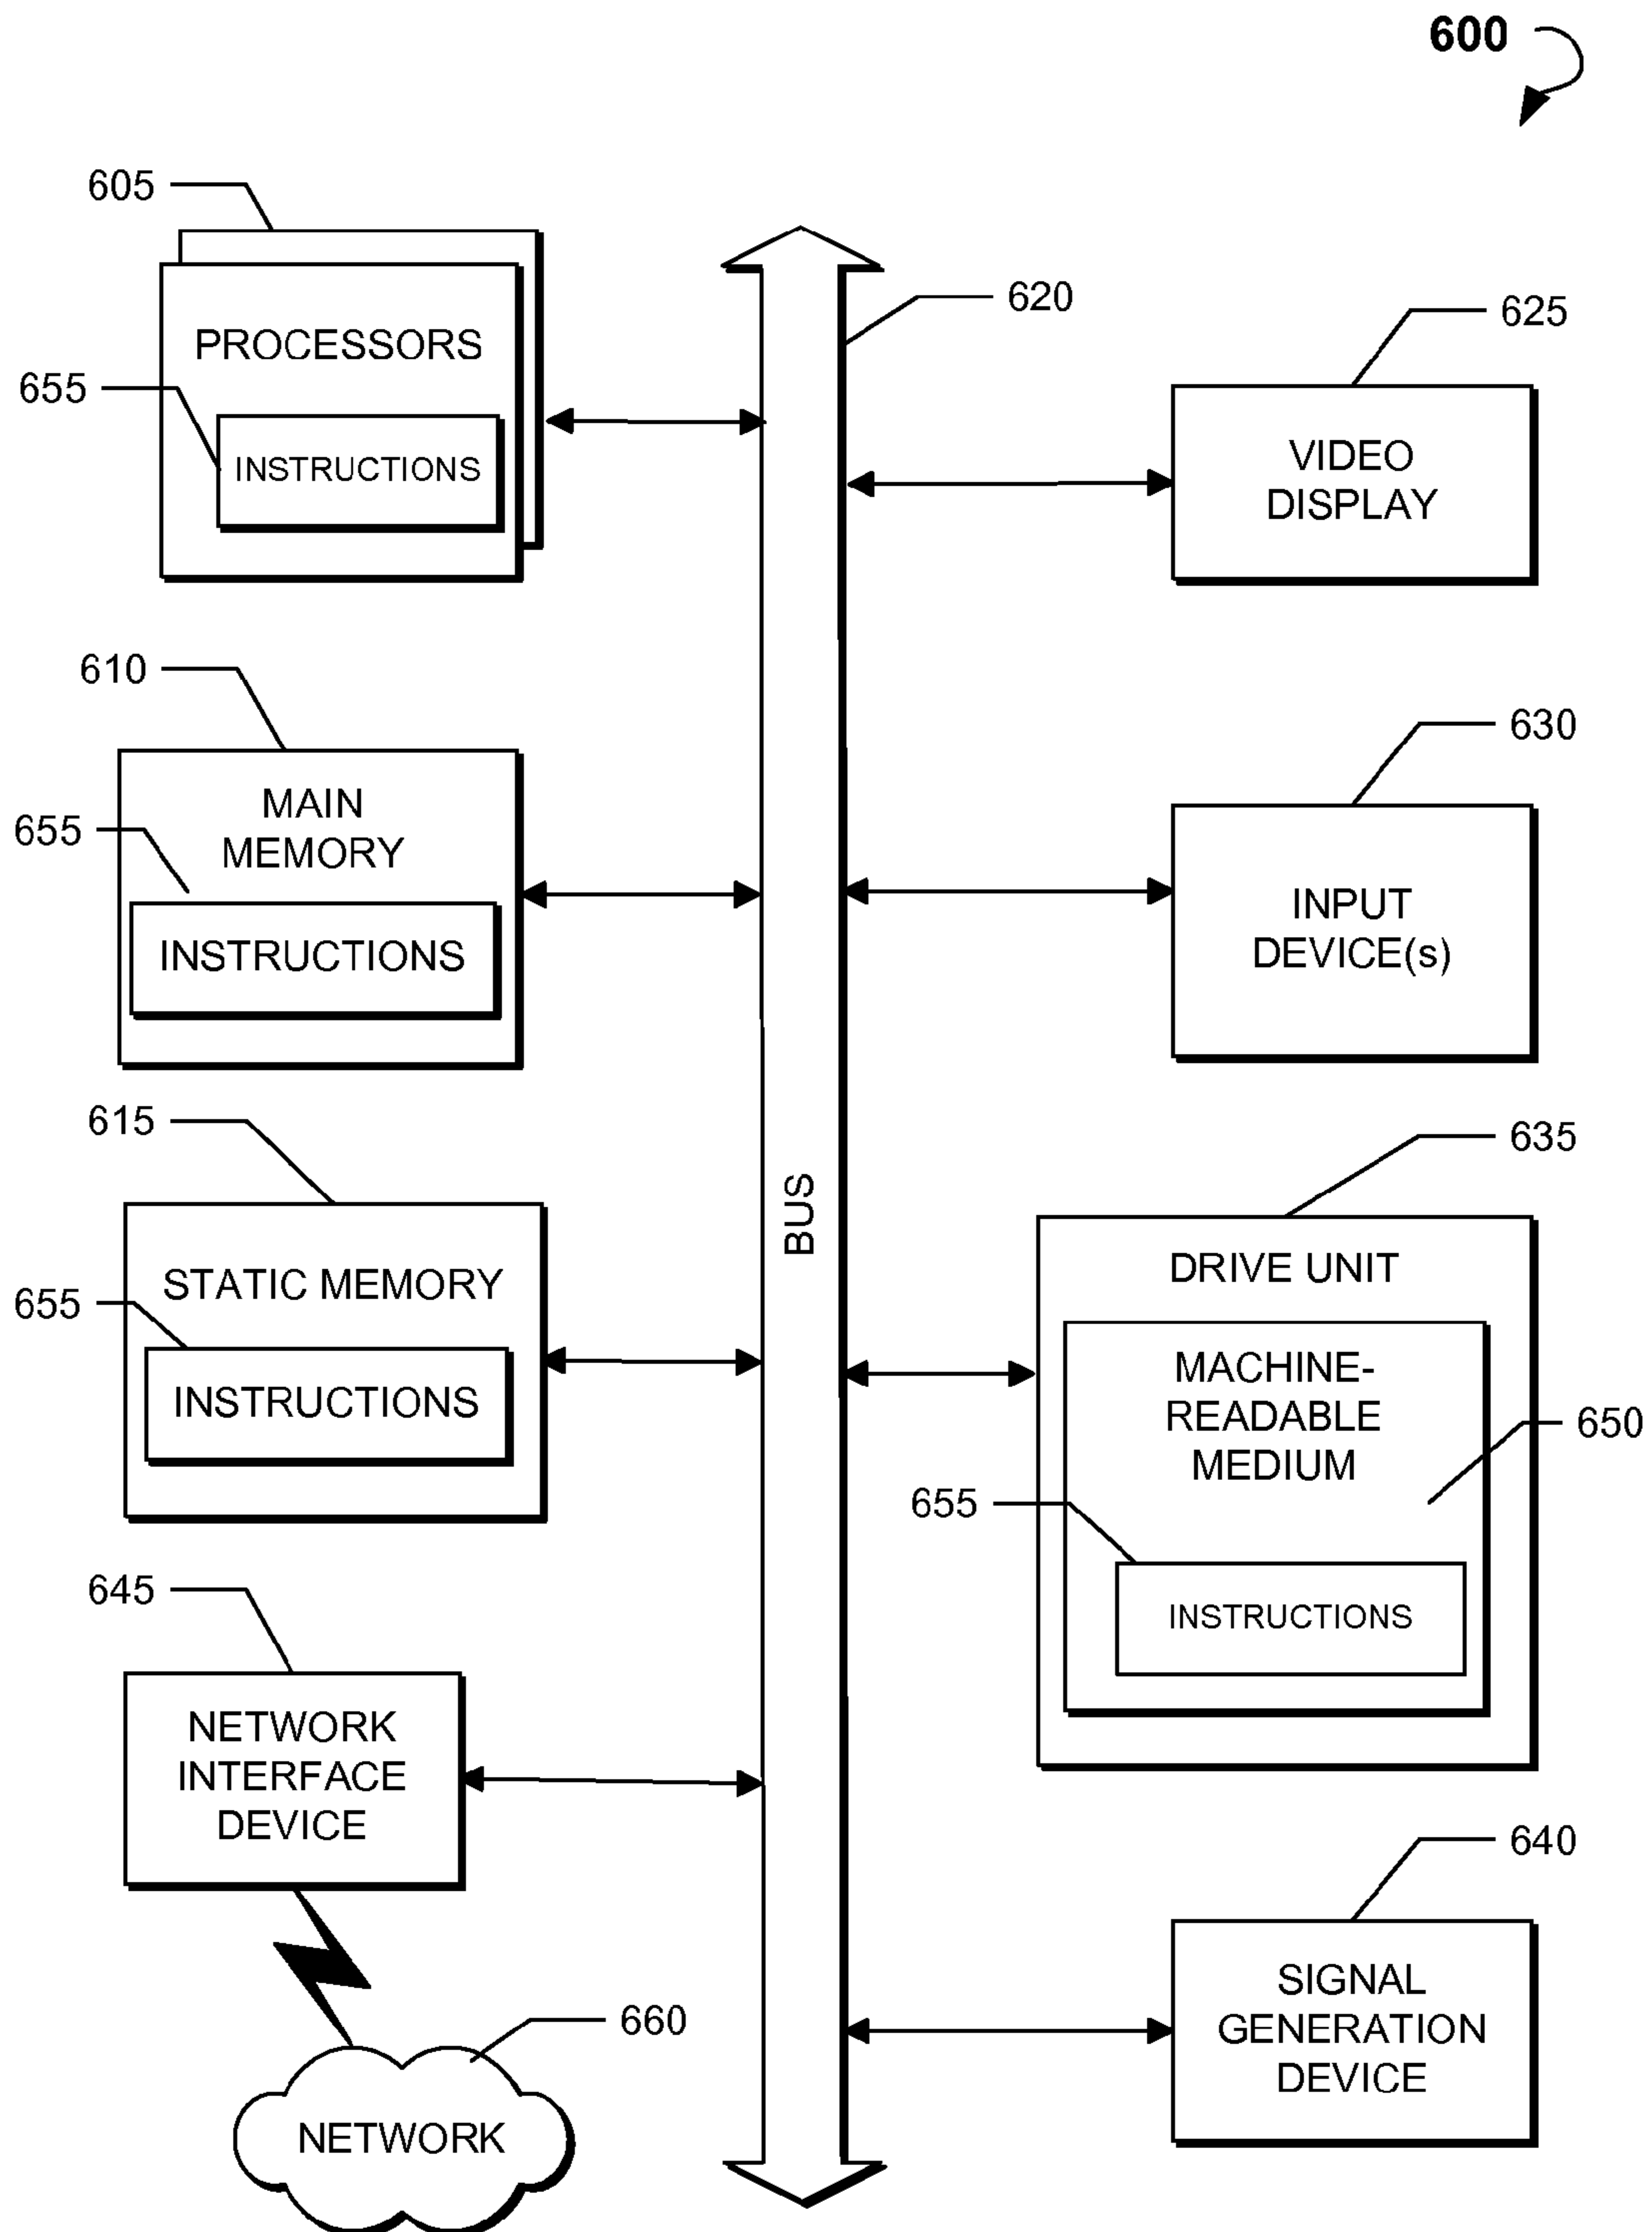 600
605
PROCESSORS
655
INSTRUCTIONS
620
625
VIDEO
DISPLAY
610
MAIN
MEMORY
655
INSTRUCTIONS
630
INPUT
DEVICE(s)
615
STATIC MEMORY
655
INSTRUCTIONS
BUS
635
DRIVE UNIT
MACHINE-
READABLE
MEDIUM
650
655
INSTRUCTIONS
645
NETWORK
INTERFACE
DEVICE
660
NETWORK
640
SIGNAL
GENERATION
DEVICE